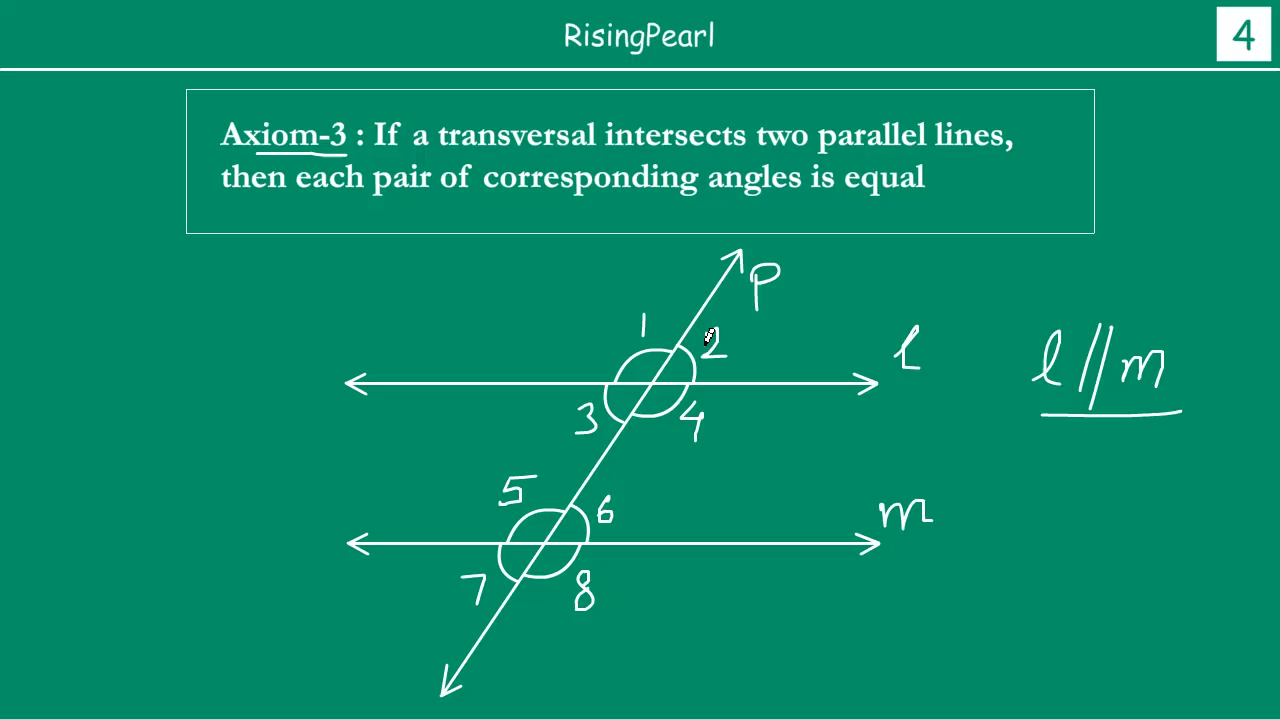 RisingPearl
4
Axiom-3 : If a transversal intersects two parallel lines,
then each pair of corresponding angles is equal
p
1
2
l
l // m
3
4
5
6
m
7
8